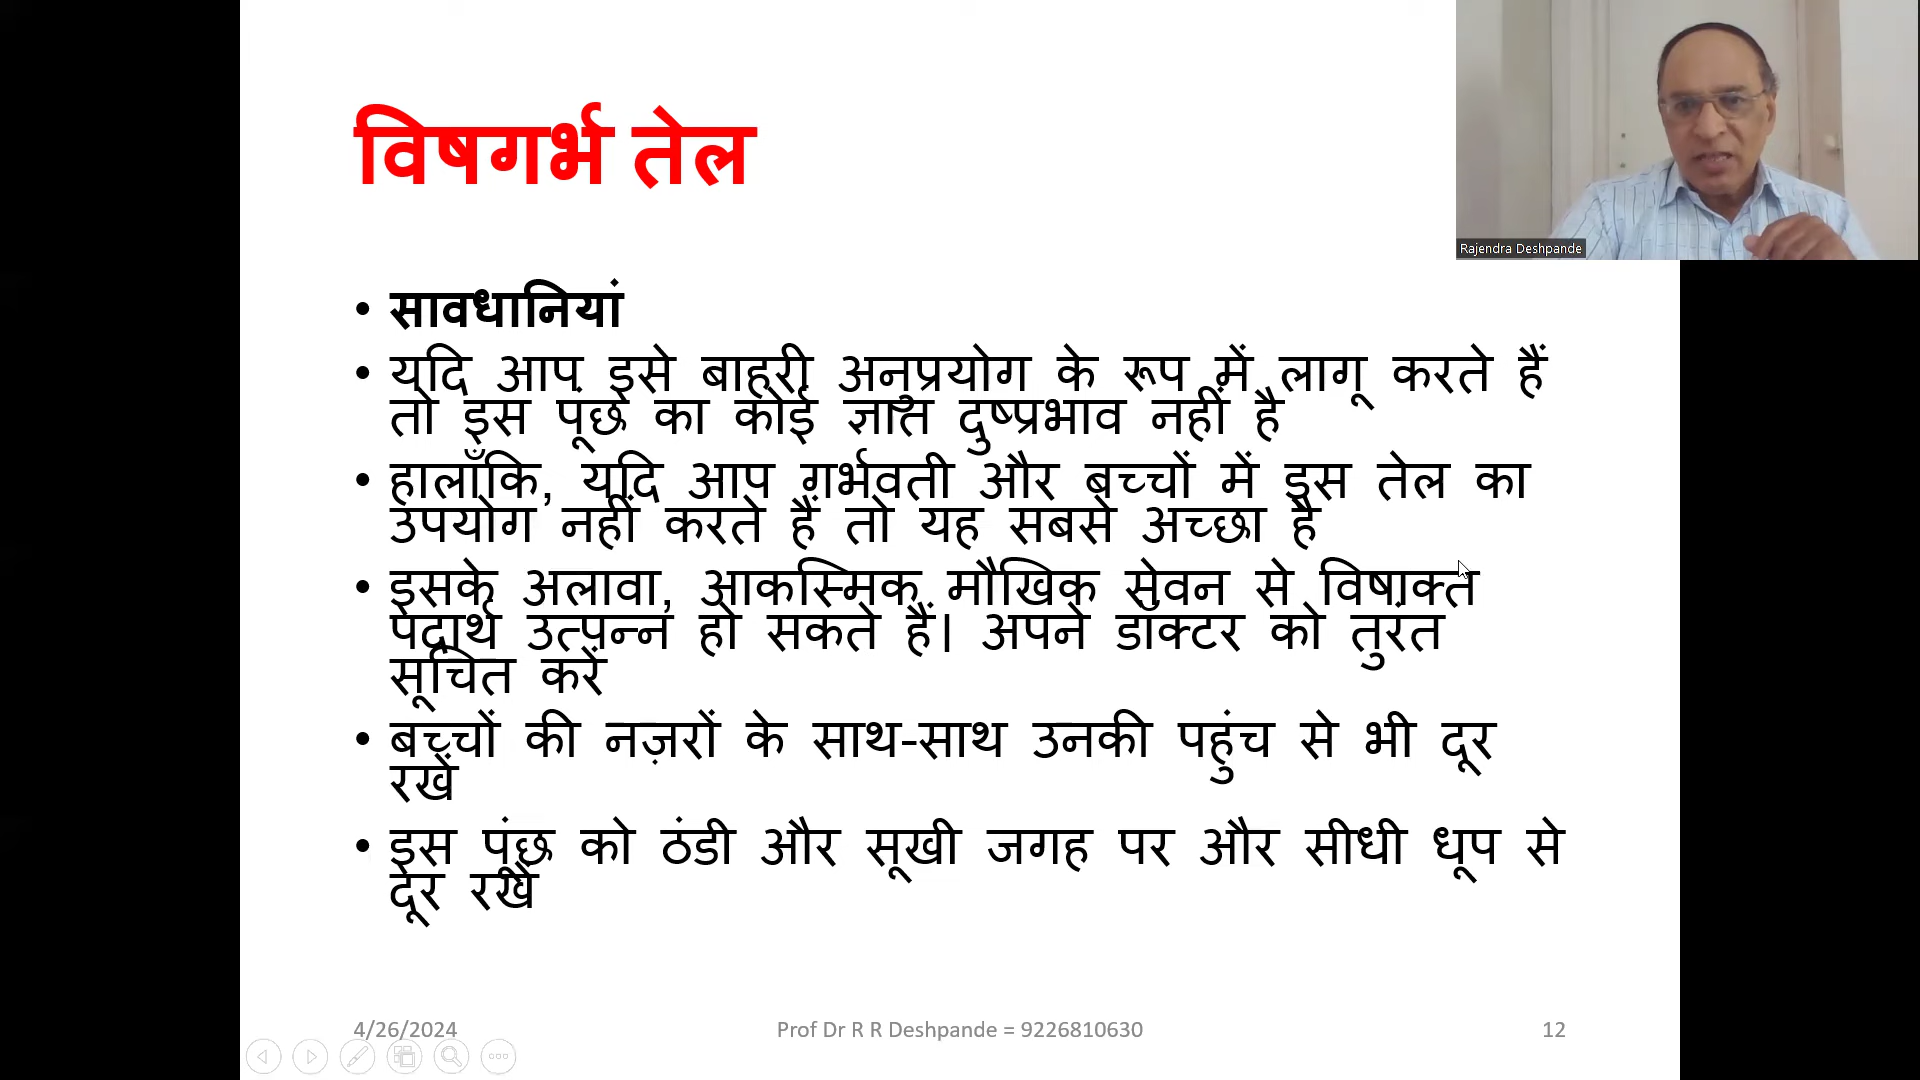 विषगर्भ तेल
Rajendra Deshpande
• सावधानियां
• यदि आप इसे बाहरी अनुप्रयोग के रूप में लागू करते हैं
तो इस पूंछ का कोई ज्ञात दुष्प्रभाव नहीं है
• हालाँकि, यदि आप गर्भवती और बच्चों में इस तेल का
उपयोग नहीं करते हैं तो यह सबसे अच्छा है
• इसके अलावा, आकस्मिक मौखिक सेवन से विषाक्त
पदार्थ उत्पन्न हो सकते हैं। अपने डॉक्टर को तुरंत
सूचित करें
• बच्चों की नज़रों के साथ-साथ उनकी पहुंच से भी दूर
रखें
• इस पूंछ को ठंडी और सूखी जगह पर और सीधी धूप से
दूर रखें
4/26/2024
Prof Dr R R Deshpande = 9226810630
12